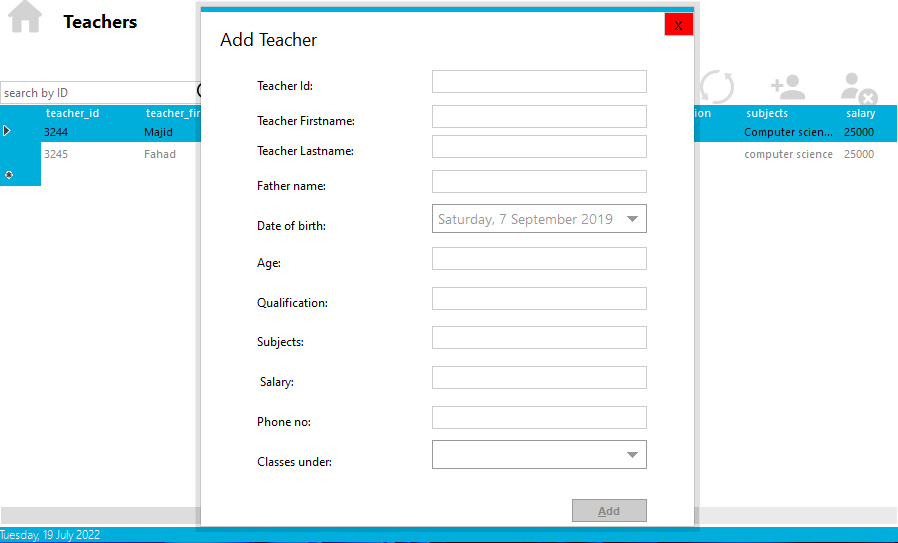 Teachers
X
Add Teacher
search by ID
teacher_id teacher_fir subjects salary
3244 Majid Computer scien... 25000
3245 Fahad computer science 25000
Teacher Id:
Teacher Firstname:
Teacher Lastname:
Father name:
Date of birth: Saturday, 7 September 2019
Age:
Qualification:
Subjects:
Salary:
Phone no:
Classes under:
Add
Tuesday, 19 July 2022